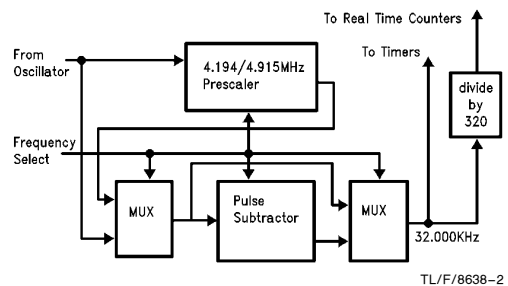 To Real Time Counters
To Timers
From
Oscillator
4.194/4.915MHz
Prescaler
divide
by
320
Frequency
Select
MUX
Pulse
Subtractor
MUX
32.000KHz
TL/F/8638-2